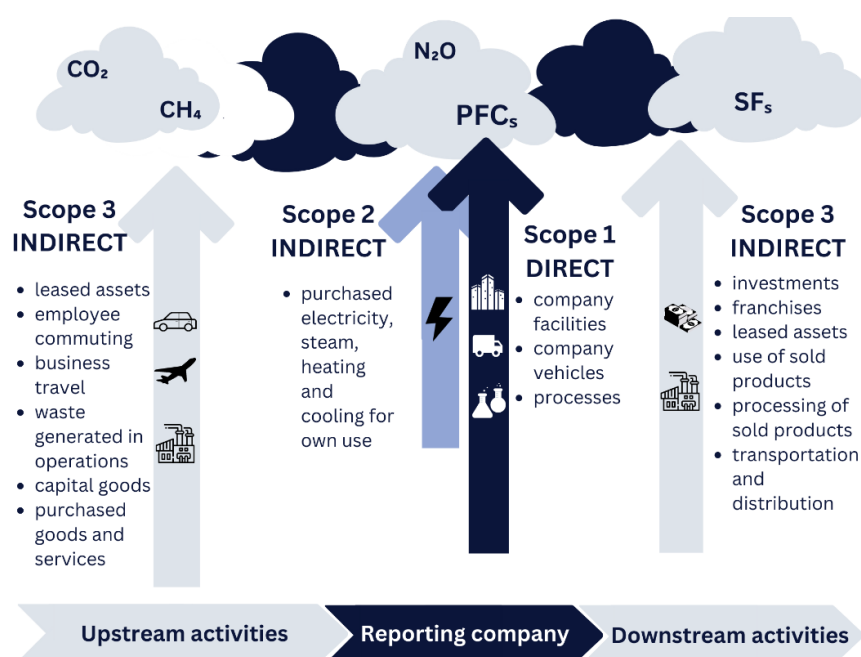 CO₂
CH₄
N₂O
PFCₛ
SFₛ
Scope 3
INDIRECT
• leased assets
• employee
commuting
• business
travel
• waste
generated in
operations
• capital goods
• purchased
goods and
services
Scope 2
INDIRECT
• purchased
electricity,
steam,
heating
and
cooling for
own use
Scope 1
DIRECT
• company
facilities
• company
vehicles
• processes
Scope 3
INDIRECT
• investments
• franchises
• leased assets
• use of sold
products
• processing of
sold products
• transportation
and
distribution
Upstream activities
Reporting company
Downstream activities